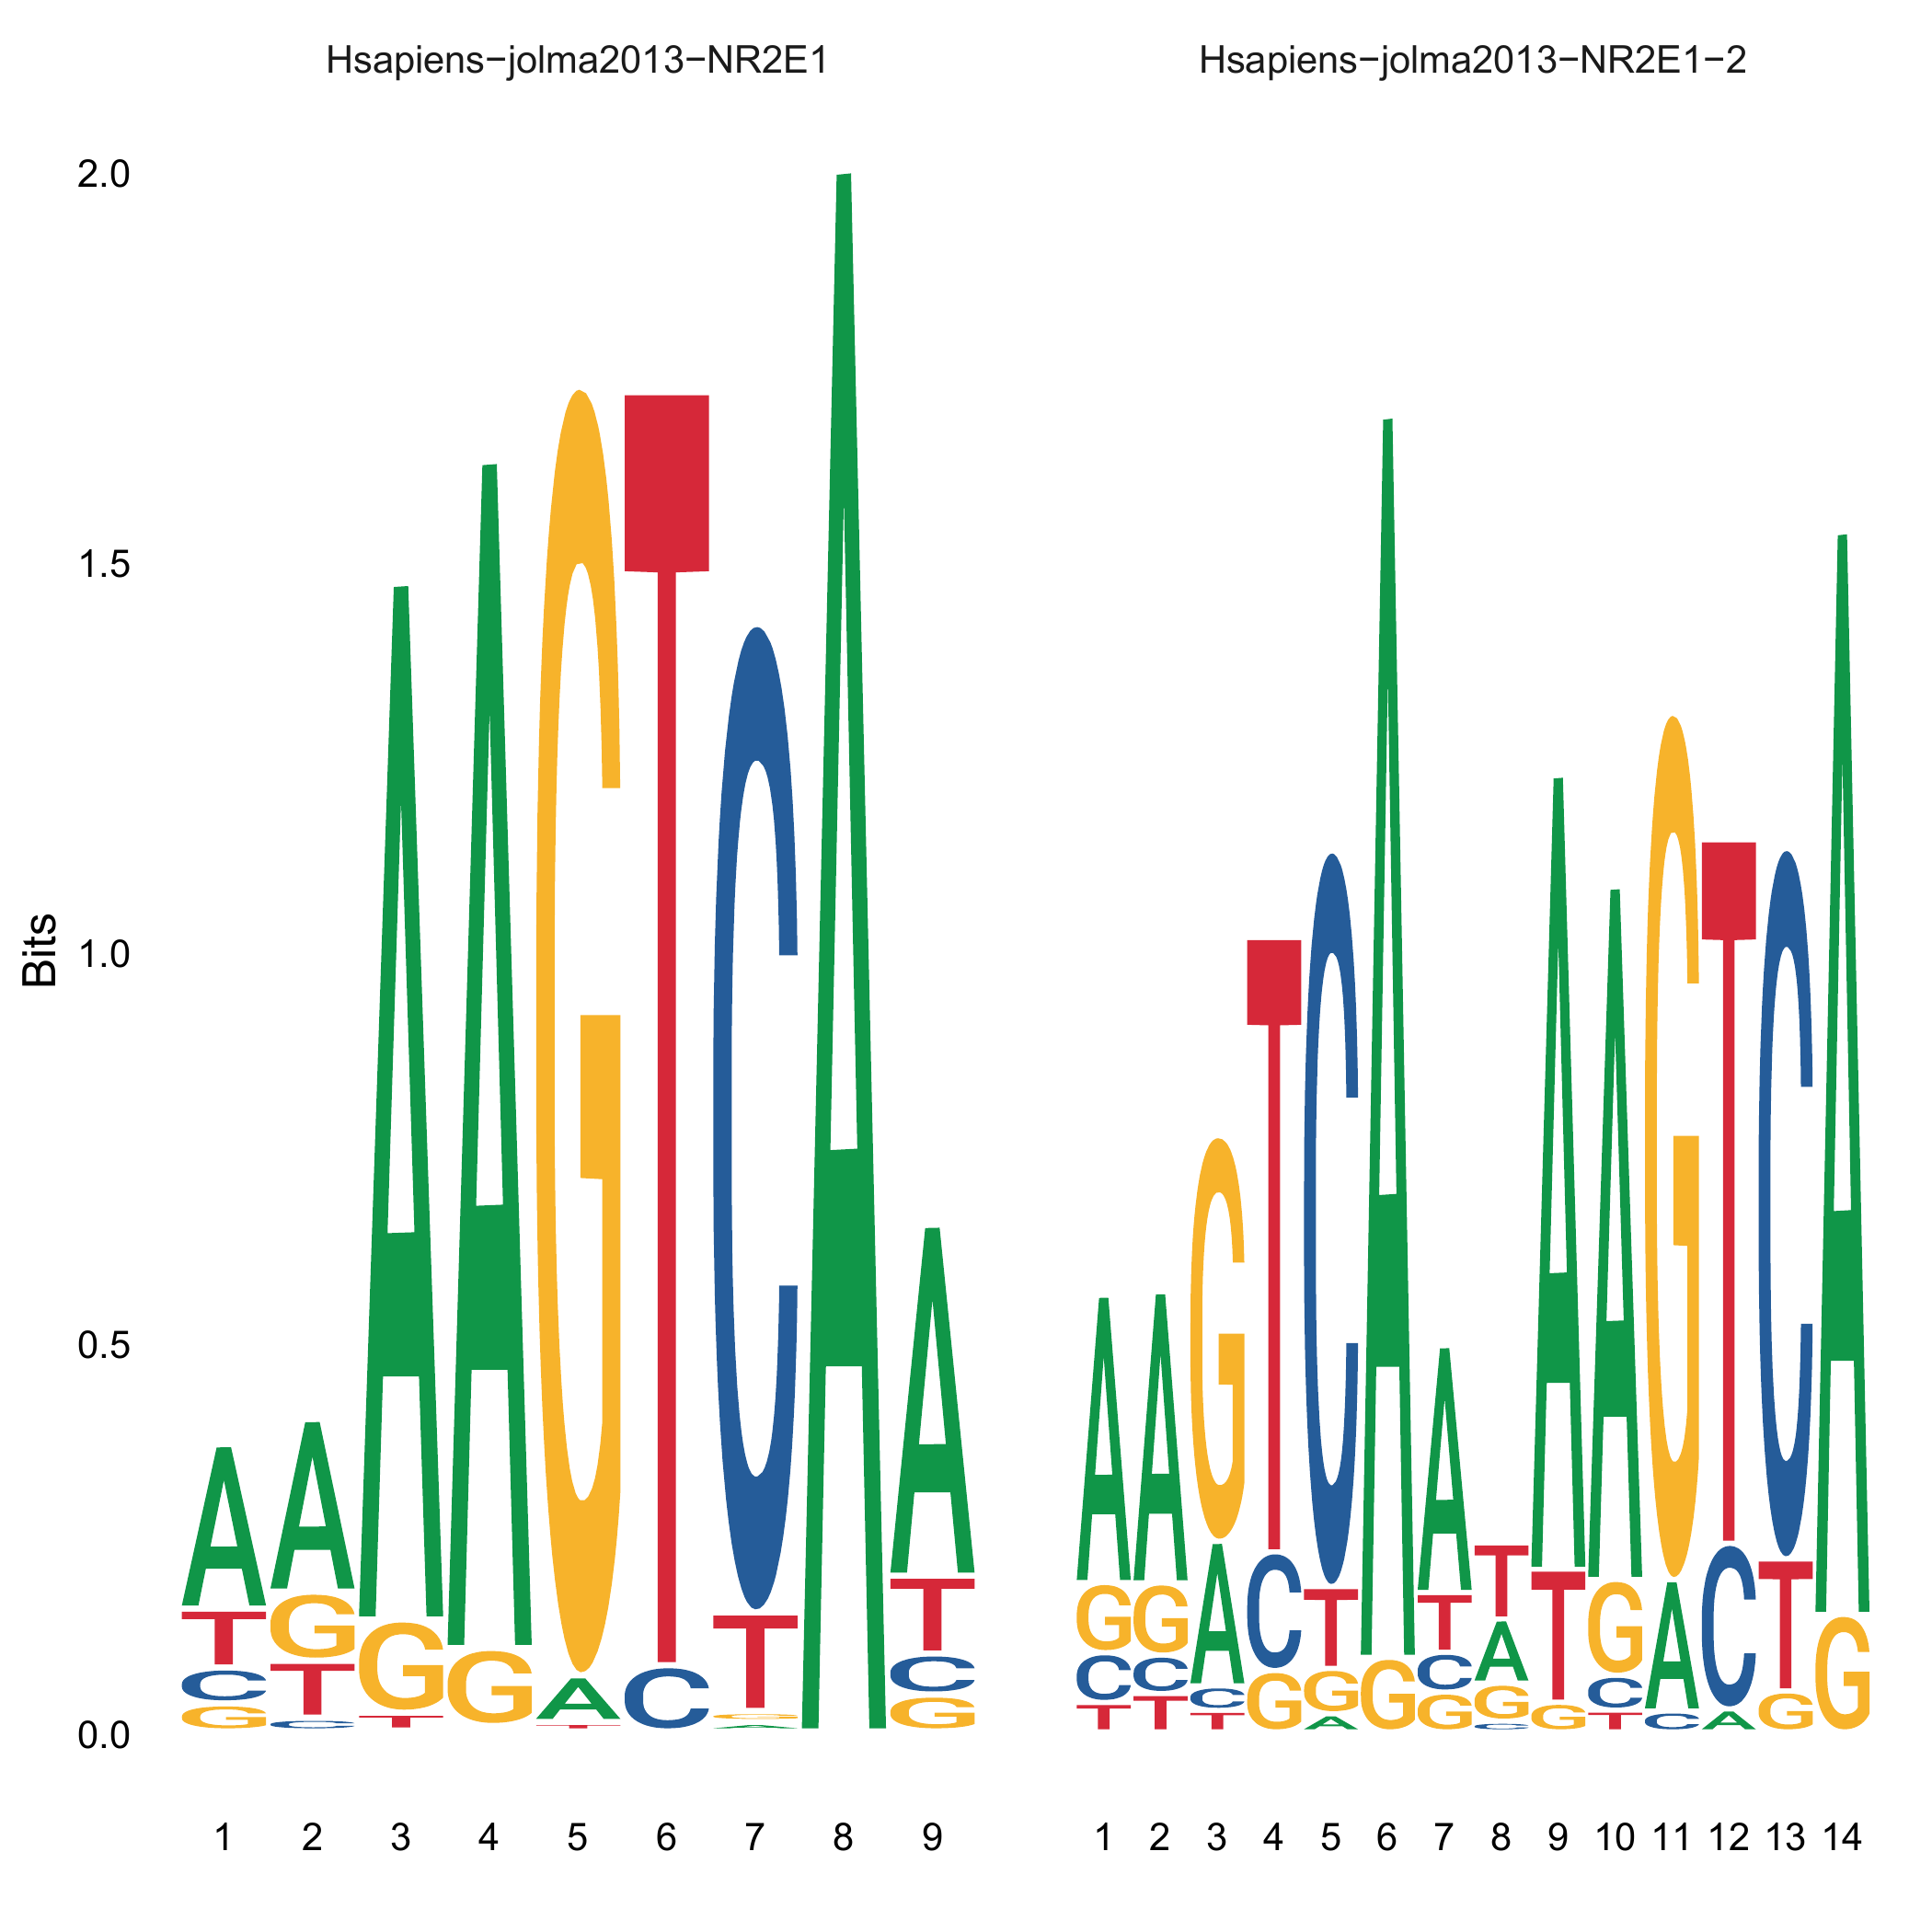 Hsapiens−jolma2013−NR2E1 Hsapiens−jolma2013−NR2E1−2
2.0
1.5
1.0
0.5
0.0
Bits
A A A A G T C A A
T G G G A C T T
C T T T G C
G C A G
A A G T C A A T A A G T C A
G G A C T G T A T G A C T G
C C C G G C G G C C A G
T T T A G C T
1 2 3 4 5 6 7 8 9 1 2 3 4 5 6 7 8 9 10 11 12 13 14